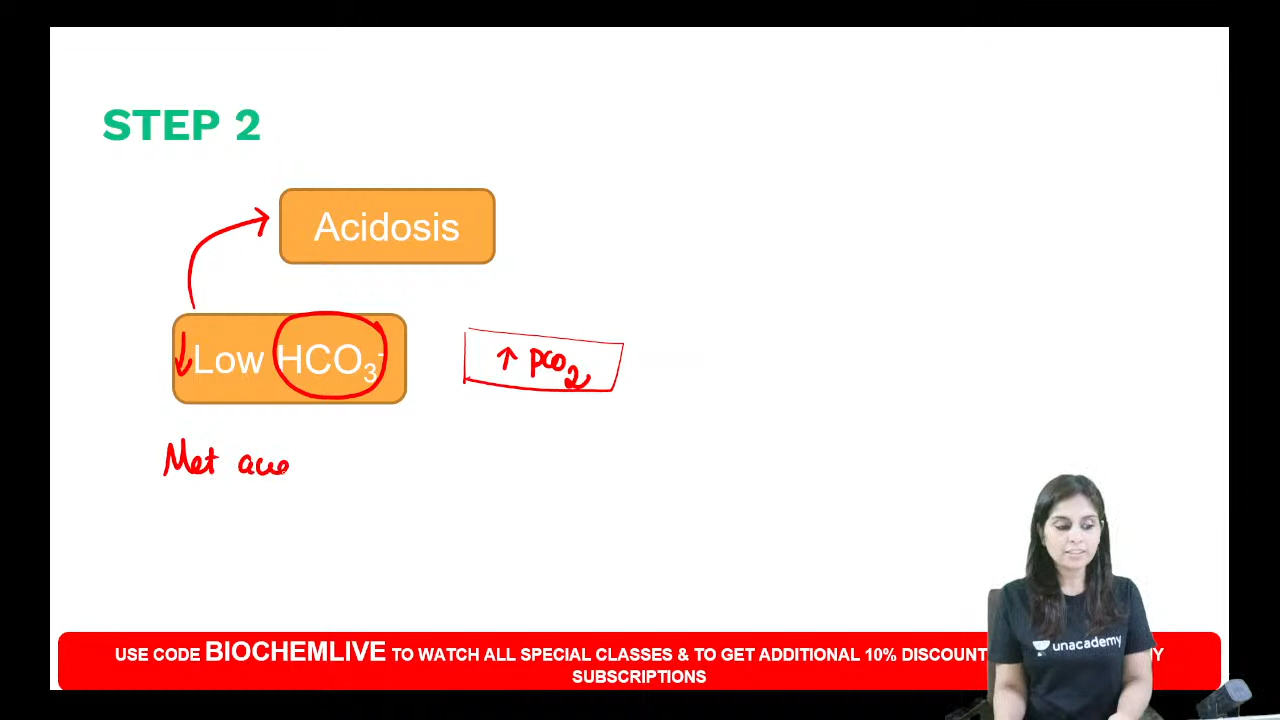 STEP 2
Acidosis
↓ Low HCO₃⁻
↑ pCO₂
Met
unacademy
USE CODE BIOCHEMLIVE TO WATCH ALL SPECIAL CLASSES & TO GET ADDITIONAL 10% DISCOUNT
SUBSCRIPTIONS